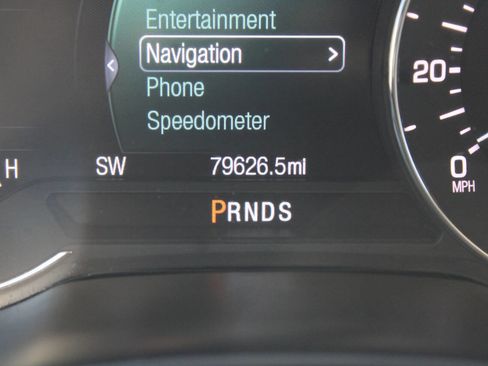 Entertainment
Navigation >
Phone
Speedometer
<
20
0
MPH
H SW 79626.5mi
PRNDS